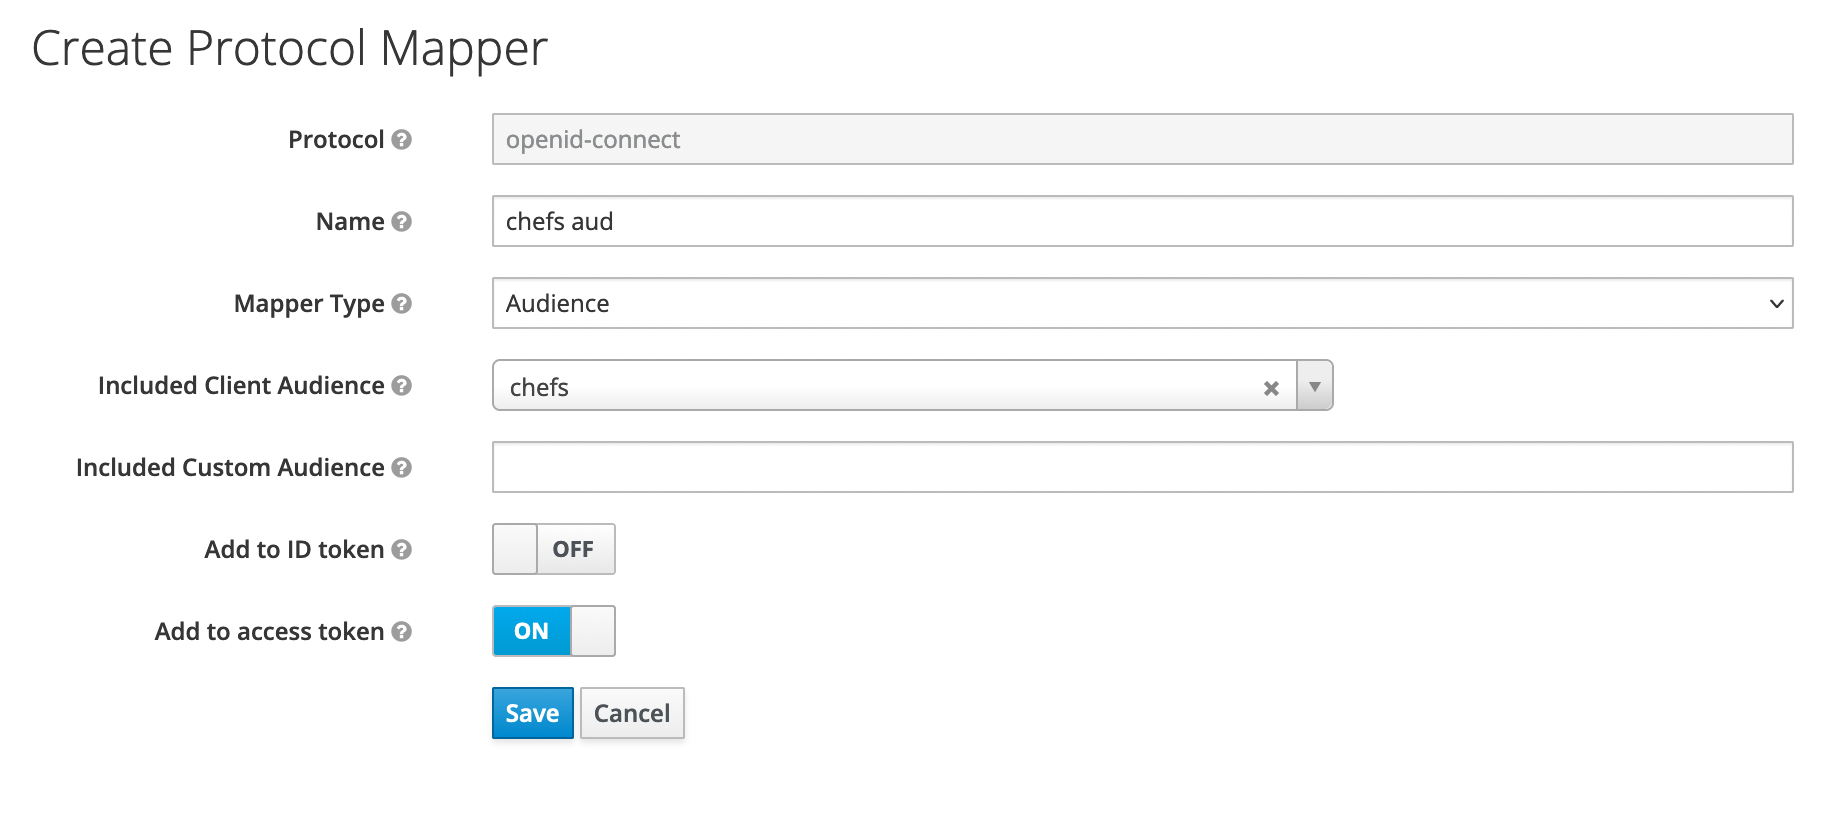 Create Protocol Mapper
Protocol
openid-connect
Name
chefs aud
Mapper Type
Audience
Included Client Audience
chefs
Included Custom Audience
Add to ID token
OFF
Add to access token
ON
Save Cancel